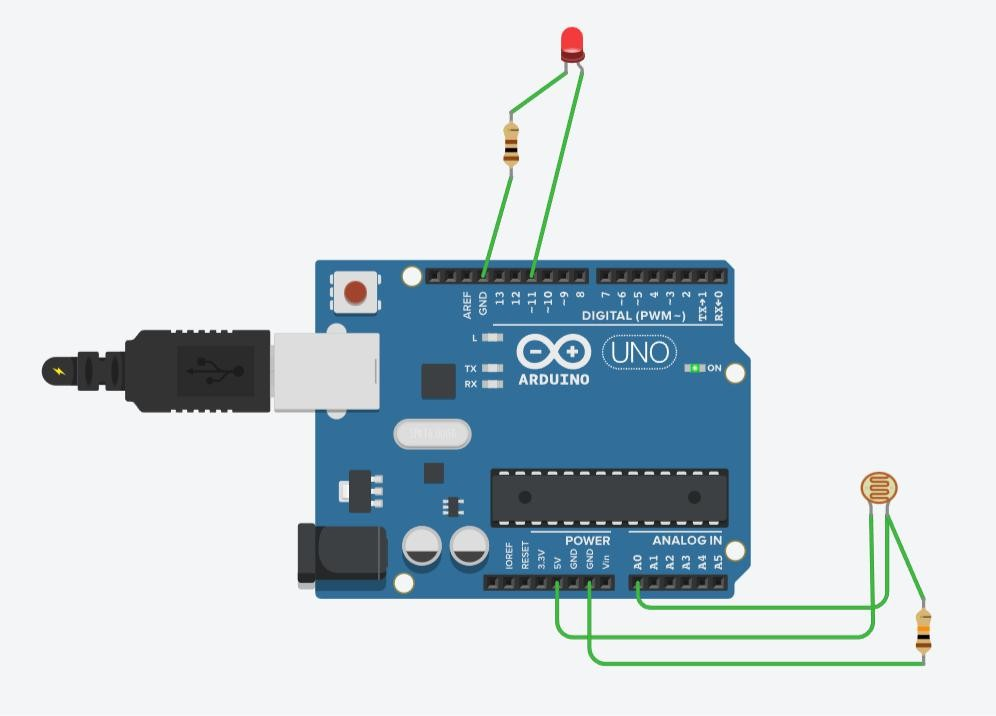 AREF
GND
13
12
~11
~10
~9
8
7
~6
~5
4
~3
2
TX→1
RX←0
DIGITAL (PWM~)
L
TX
RX
ARDUINO
UNO
ON
POWER
ANALOG IN
IOREF
RESET
3.3V
5V
GND
GND
Vin
A0
A1
A2
A3
A4
A5